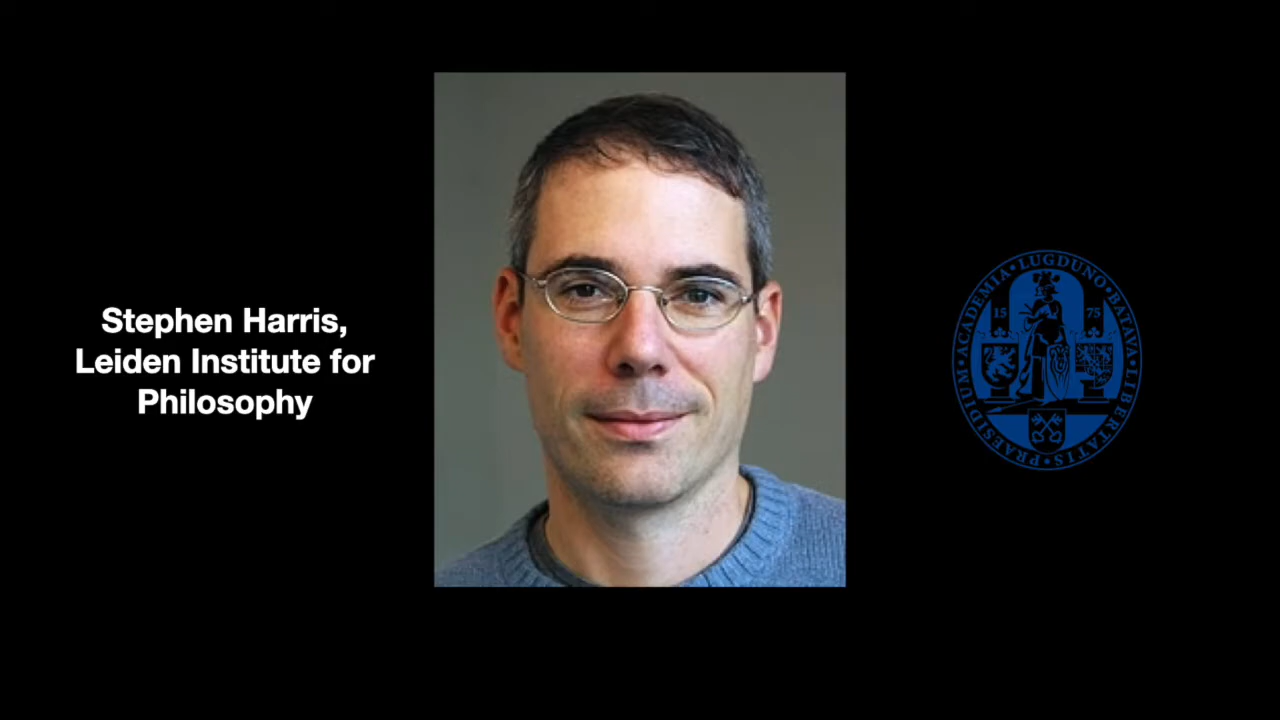 Stephen Harris,
Leiden Institute for
Philosophy
ACADEMIA·LUGDUNO·BATAVA·LIBERTATIS·PRAESIDIUM·
15 75